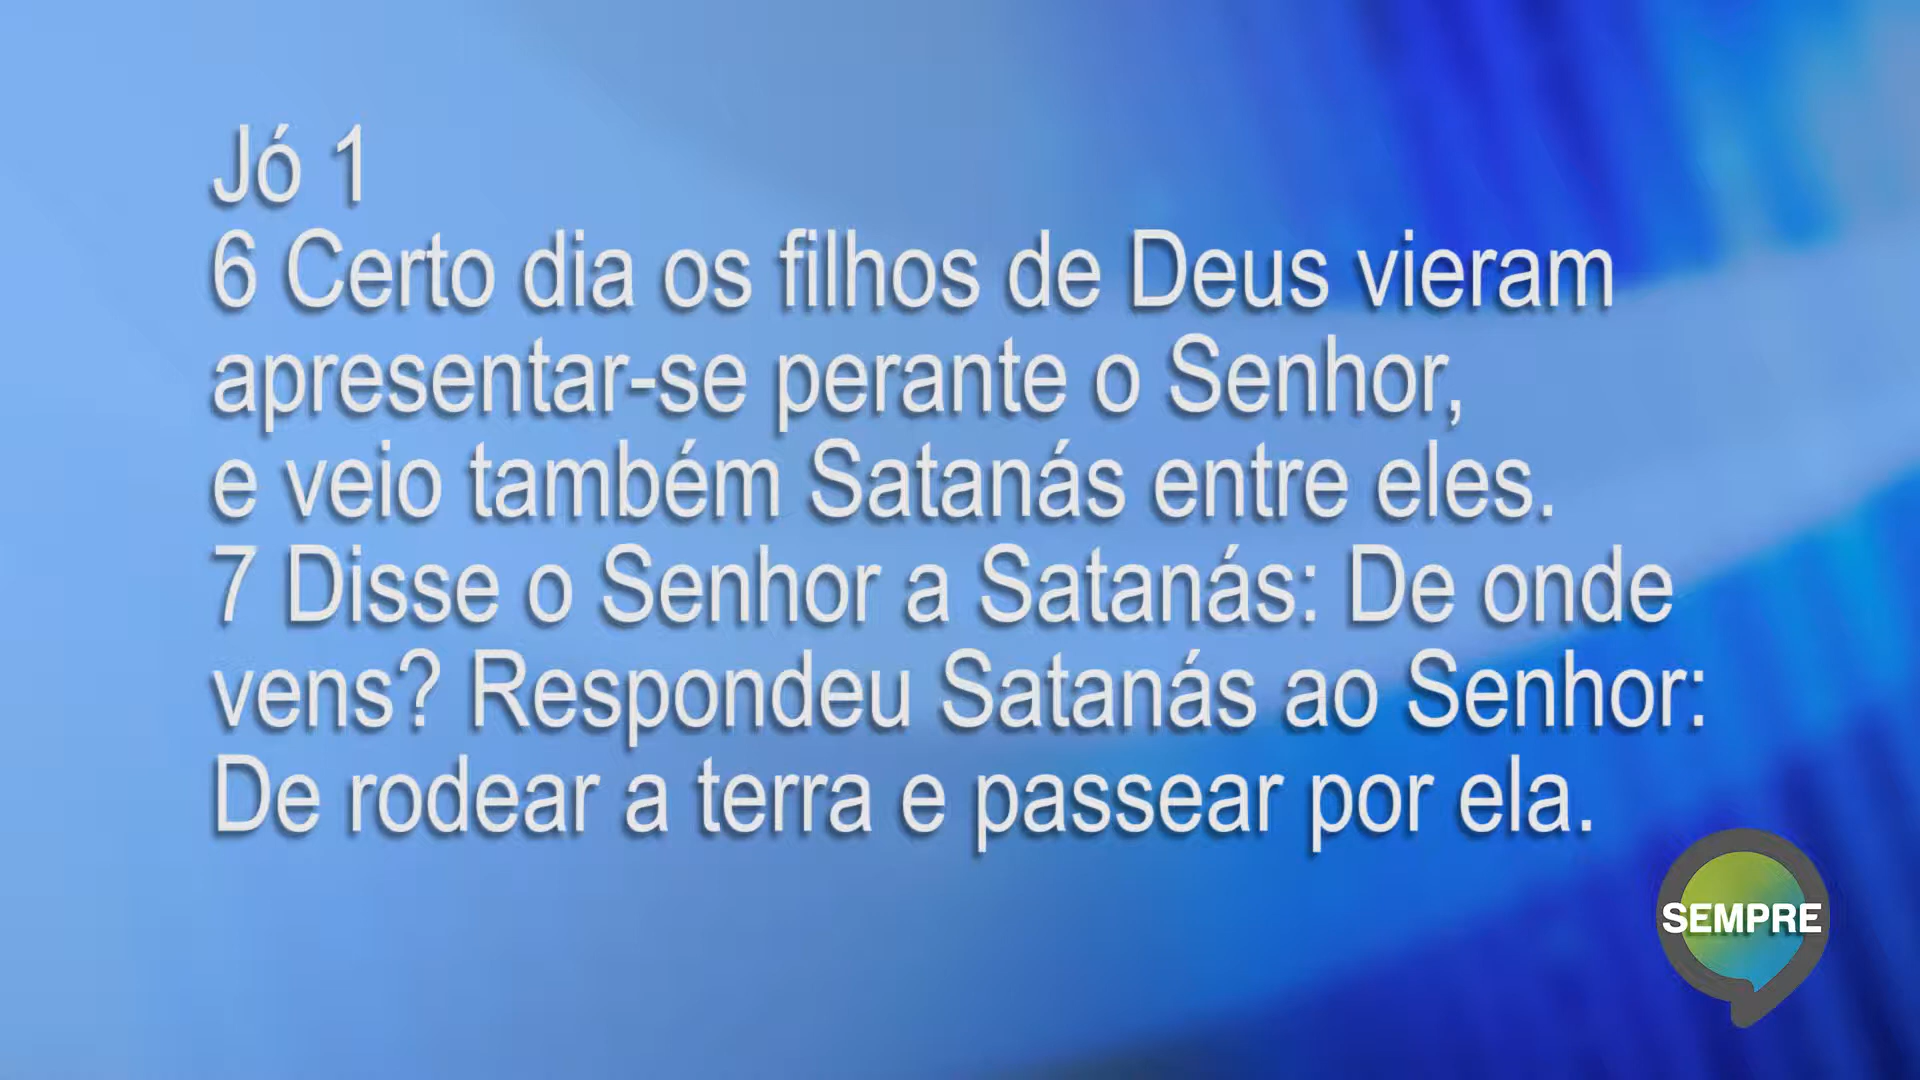 Jó 1
6 Certo dia os filhos de Deus vieram
apresentar-se perante o Senhor,
e veio também Satanás entre eles.
7 Disse o Senhor a Satanás: De onde
vens? Respondeu Satanás ao Senhor:
De rodear a terra e passear por ela.
SEMPRE